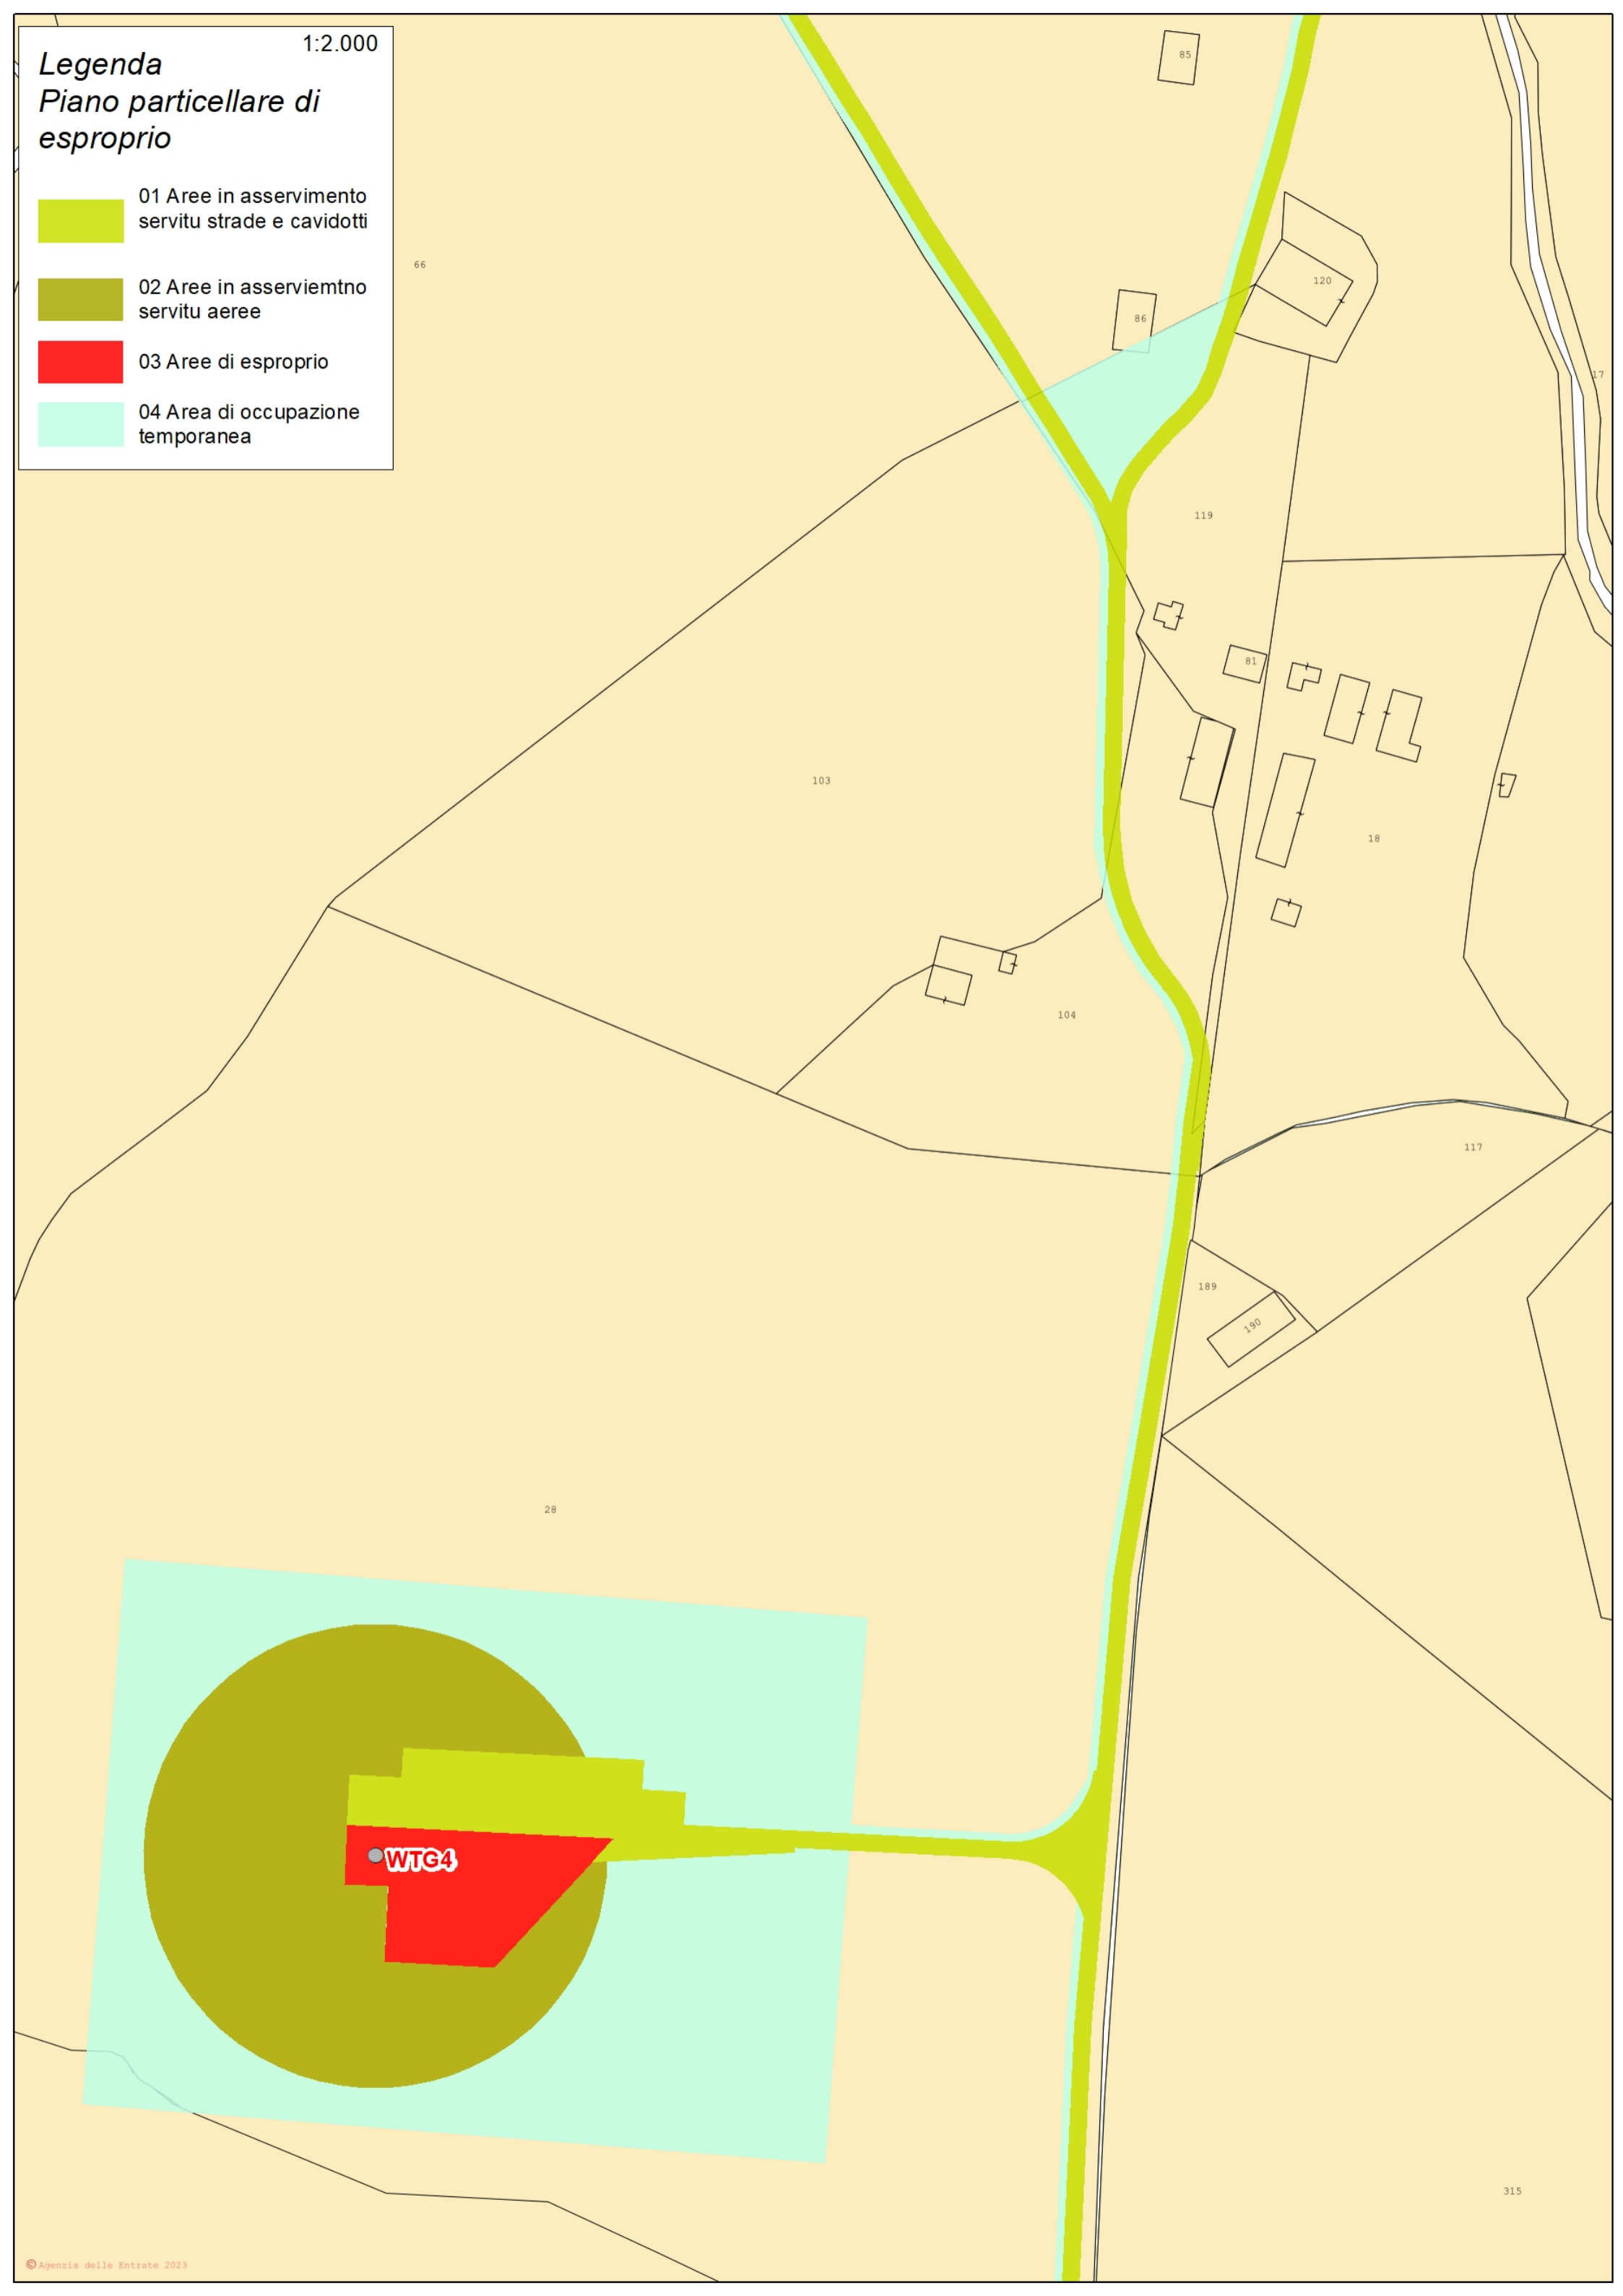 1:2.000
Legenda
Piano particellare di
esproprio
01 Aree in asservimento
servitu strade e cavidotti
02 Aree in asserviemtno
servitu aeree
03 Aree di esproprio
04 Area di occupazione
temporanea
85
66
120
86
17
119
81
103
18
104
117
189
190
28
WTG4
315
© Agenzia delle Entrate 2023